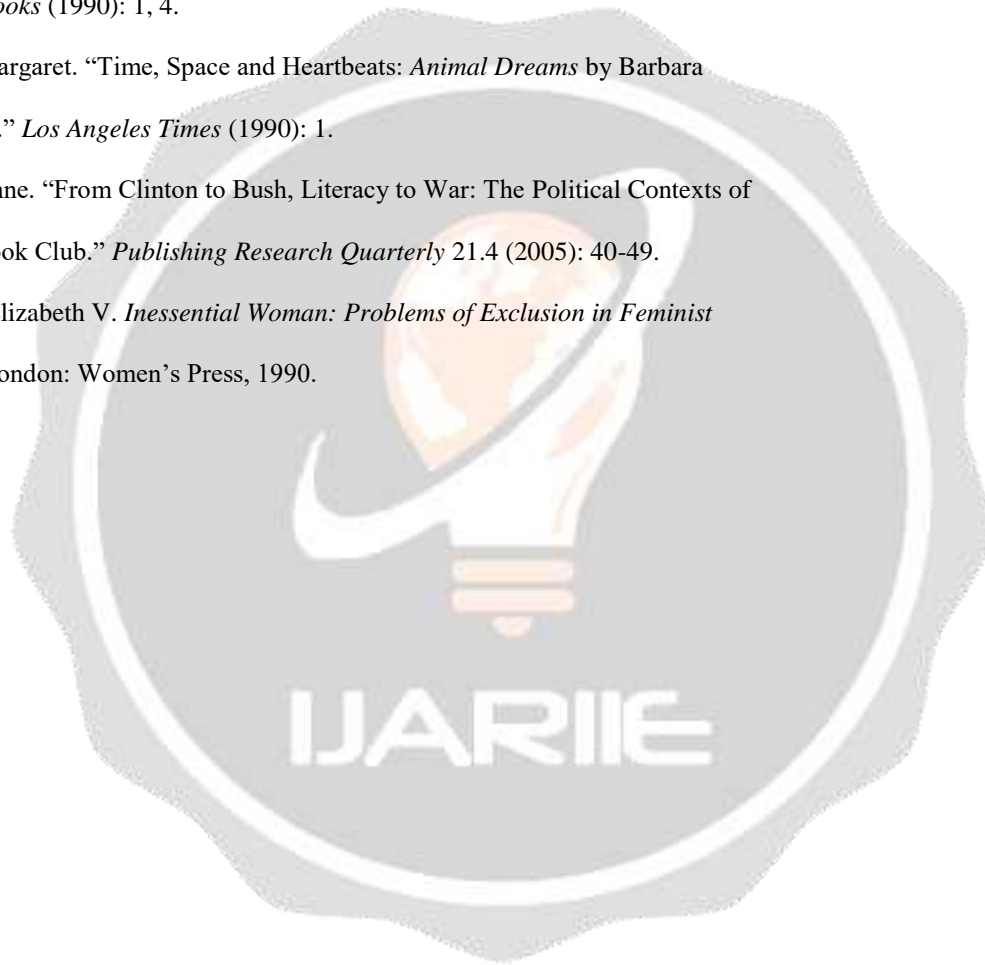 ooks (1990): 1, 4.
argaret. “Time, Space and Heartbeats: Animal Dreams by Barbara
.” Los Angeles Times (1990): 1.
nne. “From Clinton to Bush, Literacy to War: The Political Contexts of
ok Club.” Publishing Research Quarterly 21.4 (2005): 40-49.
lizabeth V. Inessential Woman: Problems of Exclusion in Feminist
ondon: Women’s Press, 1990.
IJARIIE